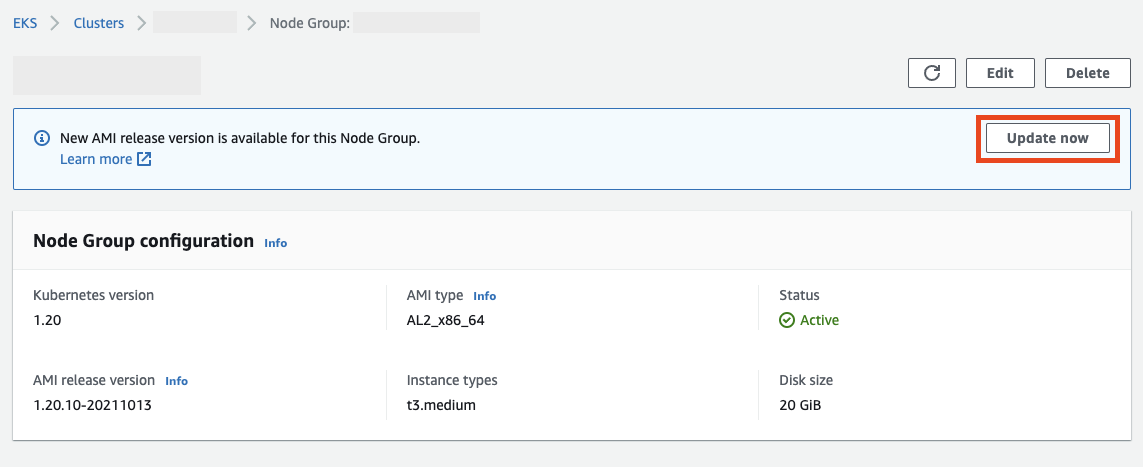 EKS > Clusters > > Node Group:
Edit
Delete
New AMI release version is available for this Node Group.
Learn more
Update now
Node Group configuration Info
Kubernetes version
1.20
AMI type Info
AL2_x86_64
Status
Active
AMI release version Info
1.20.10-20211013
Instance types
t3.medium
Disk size
20 GiB